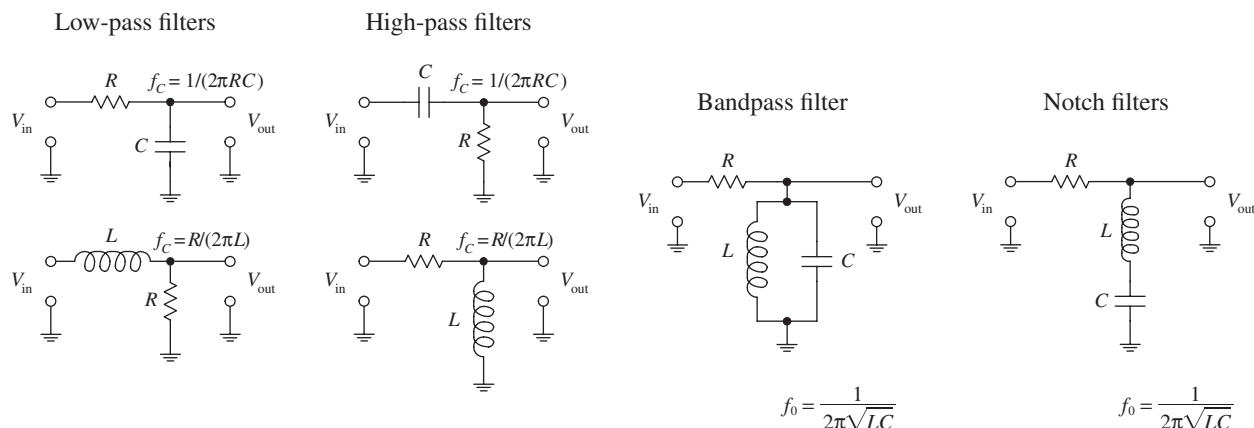 Low-pass filters
High-pass filters
R
f_C = 1/(2πRC)
V_in
C
V_out
C
f_C = 1/(2πRC)
V_in
R
V_out
L
f_C = R/(2πL)
V_in
R
V_out
R
f_C = R/(2πL)
V_in
L
V_out
Bandpass filter
R
V_in
V_out
L
C
f_0 = 1/(2π√LC)
Notch filters
R
V_in
V_out
L
C
f_0 = 1/(2π√LC)